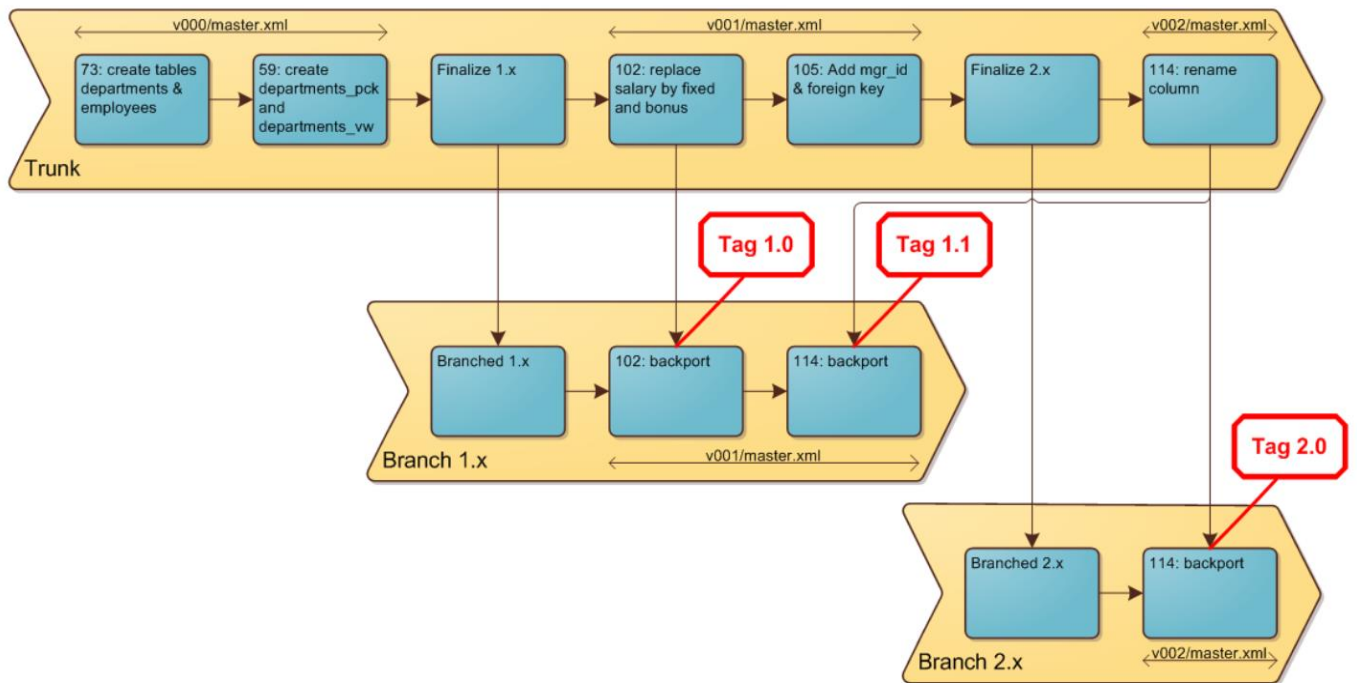 v000/master.xml
v001/master.xml
v002/master.xml
73: create tables
departments &
employees
59: create
departments_pck
and
departments_vw
Finalize 1.x
102: replace
salary by fixed
and bonus
105: Add mgr_id
& foreign key
Finalize 2.x
114: rename
column
Trunk
Tag 1.0
Tag 1.1
Branched 1.x
102: backport
114: backport
v001/master.xml
Branch 1.x
Tag 2.0
Branched 2.x
114: backport
v002/master.xml
Branch 2.x